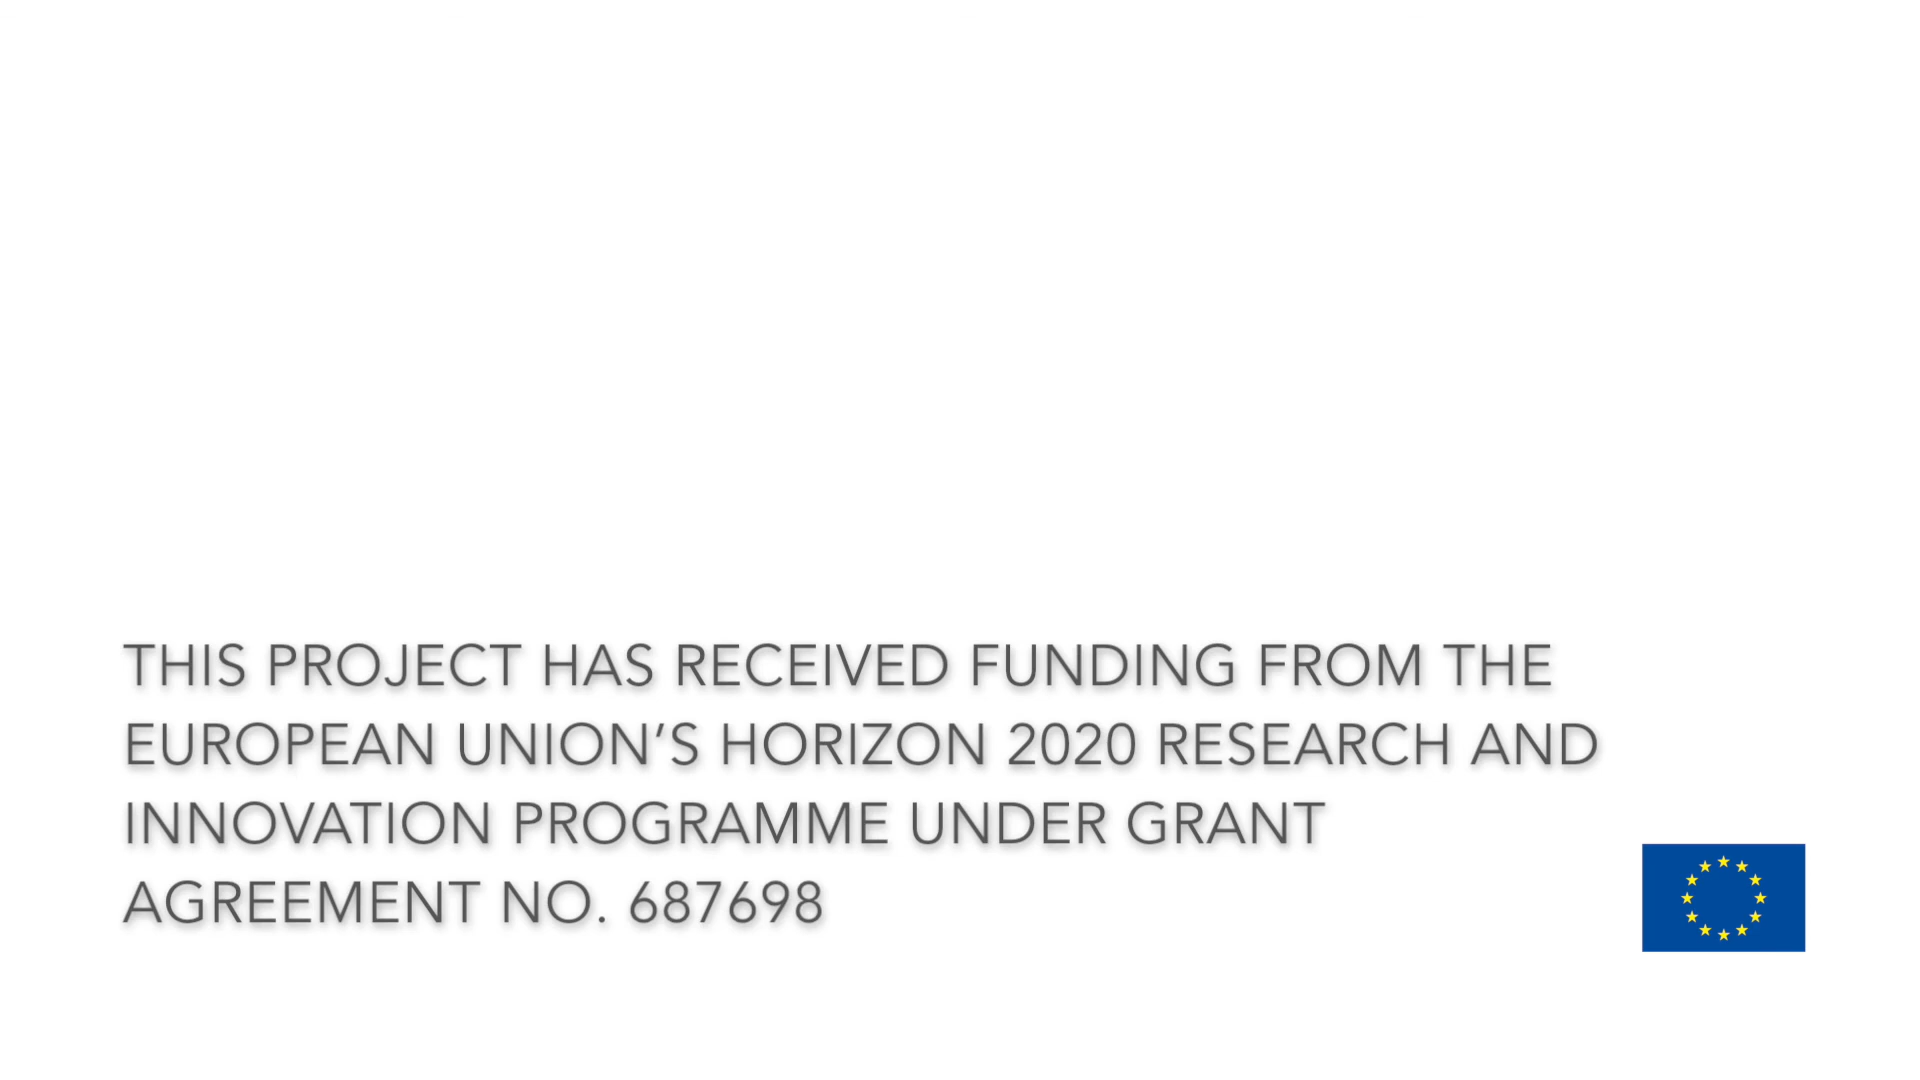 THIS PROJECT HAS RECEIVED FUNDING FROM THE
EUROPEAN UNION’S HORIZON 2020 RESEARCH AND
INNOVATION PROGRAMME UNDER GRANT
AGREEMENT NO. 687698